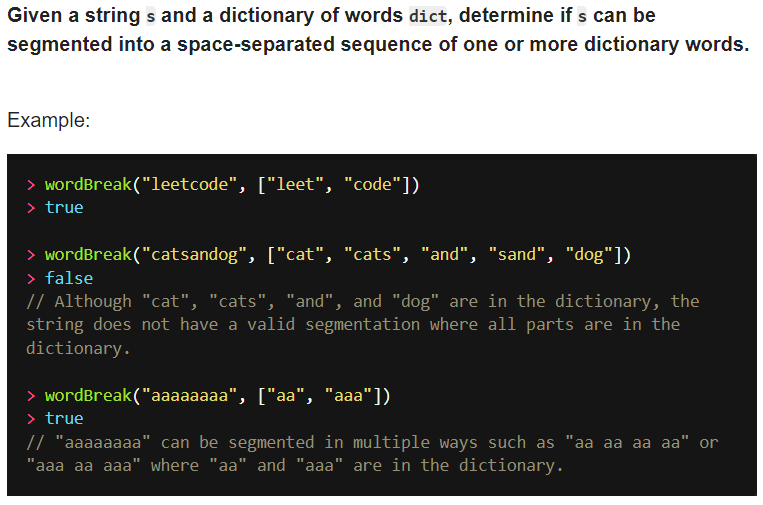 Given a string s and a dictionary of words dict, determine if s can be
segmented into a space-separated sequence of one or more dictionary words.
Example:
> wordBreak("leetcode", ["leet", "code"])
> true
> wordBreak("catsandog", ["cat", "cats", "and", "sand", "dog"])
> false
// Although "cat", "cats", "and", and "dog" are in the dictionary, the
string does not have a valid segmentation where all parts are in the
dictionary.
> wordBreak("aaaaaaaa", ["aa", "aaa"])
> true
// "aaaaaaaa" can be segmented in multiple ways such as "aa aa aa aa" or
"aaa aa aaa" where "aa" and "aaa" are in the dictionary.